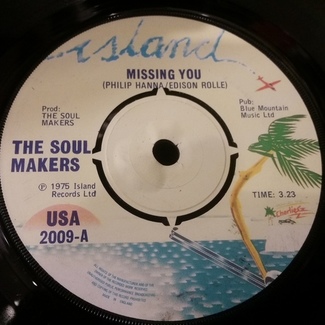 island
MISSING YOU
(PHILIP HANNA/EDISON ROLLE)
Prod:
THE SOUL
MAKERS
Pub:
Blue Mountain
Music Ltd
THE SOUL
MAKERS
℗ 1975 Island
Records Ltd
TIME: 3.23
USA
2009-A
Charlie's